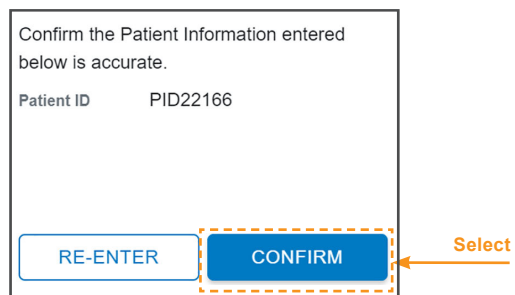 Confirm the Patient Information entered
below is accurate.
Patient ID PID22166
RE-ENTER CONFIRM
Select